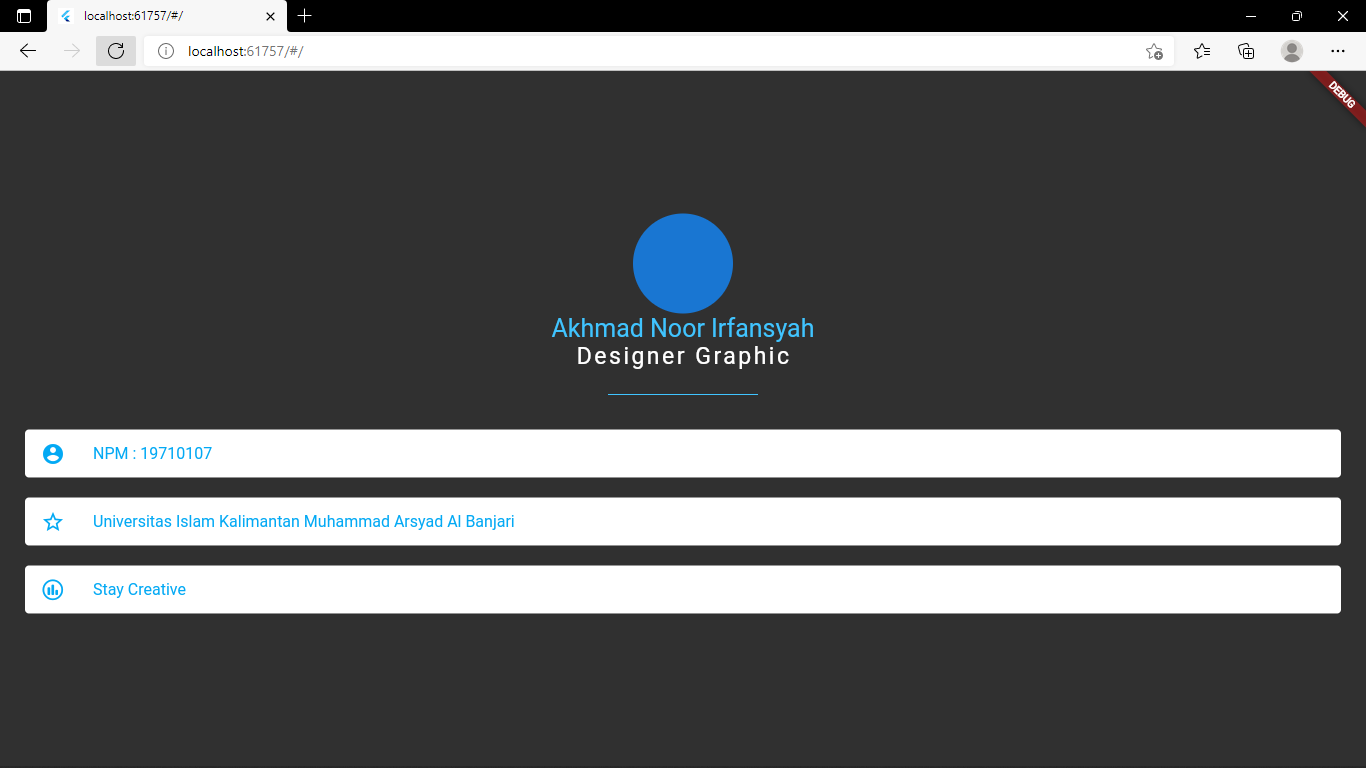 localhost:61757/#/
localhost:61757/#/
DEBUG
Akhmad Noor Irfansyah
Designer Graphic
NPM : 19710107
Universitas Islam Kalimantan Muhammad Arsyad Al Banjari
Stay Creative